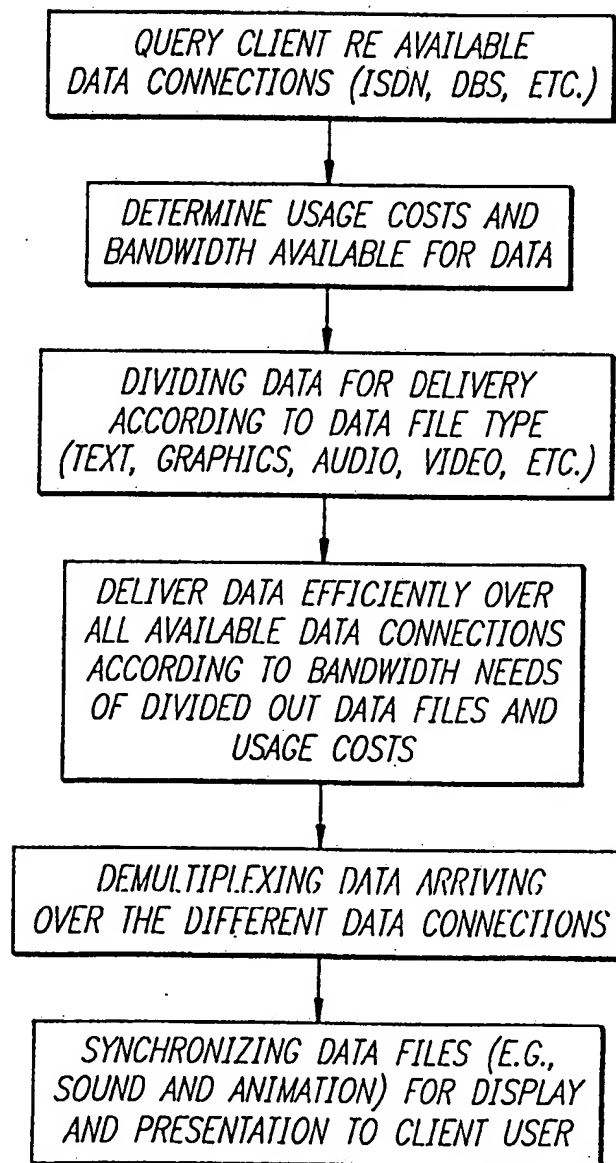 QUERY CLIENT RE AVAILABLE
DATA CONNECTIONS (ISDN, DBS, ETC.)
DETERMINE USAGE COSTS AND
BANDWIDTH AVAILABLE FOR DATA
DIVIDING DATA FOR DELIVERY
ACCORDING TO DATA FILE TYPE
(TEXT, GRAPHICS, AUDIO, VIDEO, ETC.)
DELIVER DATA EFFICIENTLY OVER
ALL AVAILABLE DATA CONNECTIONS
ACCORDING TO BANDWIDTH NEEDS
OF DIVIDED OUT DATA FILES AND
USAGE COSTS
DEMULTIPLEXING DATA ARRIVING
OVER THE DIFFERENT DATA CONNECTIONS
SYNCHRONIZING DATA FILES (E.G.,
SOUND AND ANIMATION) FOR DISPLAY
AND PRESENTATION TO CLIENT USER